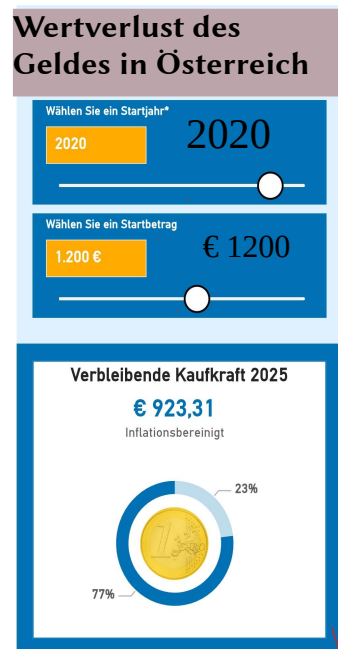 Wertverlust des
Geldes in Österreich
Wählen Sie ein Startjahr*
2020
2020
Wählen Sie ein Startbetrag
1.200 €
€ 1200
Verbleibende Kaufkraft 2025
€ 923,31
Inflationsbereinigt
23%
1
77%